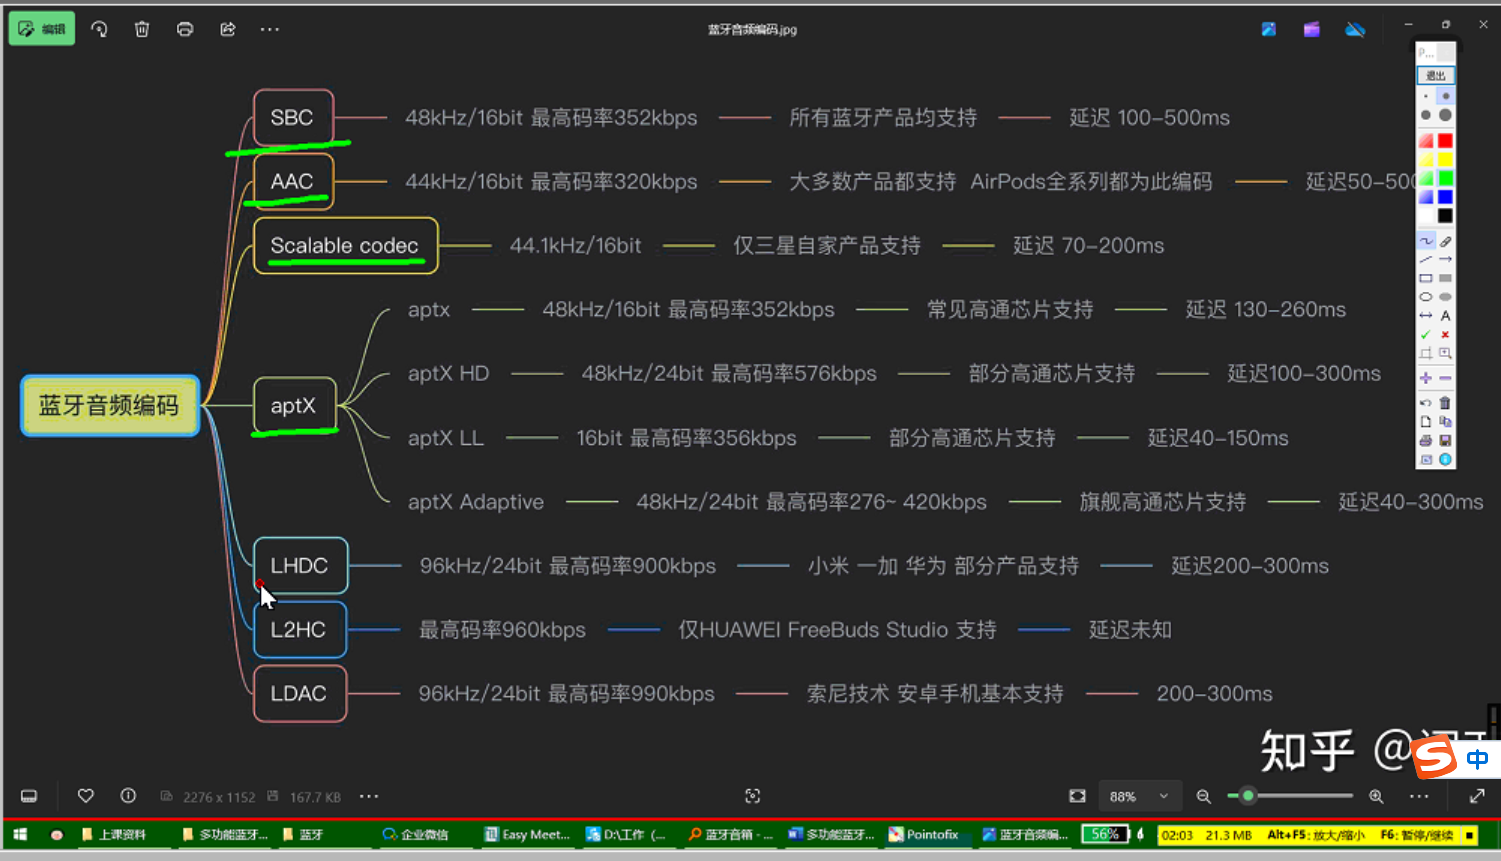 编辑
蓝牙音频编码.jpg
P...
退出
SBC 48kHz/16bit 最高码率352kbps 所有蓝牙产品均支持 延迟 100-500ms
AAC 44kHz/16bit 最高码率320kbps 大多数产品都支持 AirPods全系列都为此编码 延迟50-500
Scalable codec 44.1kHz/16bit 仅三星自家产品支持 延迟 70-200ms
aptx 48kHz/16bit 最高码率352kbps 常见高通芯片支持 延迟 130-260ms
aptX HD 48kHz/24bit 最高码率576kbps 部分高通芯片支持 延迟100-300ms
蓝牙音频编码
aptX
aptX LL 16bit 最高码率356kbps 部分高通芯片支持 延迟40-150ms
aptX Adaptive 48kHz/24bit 最高码率276~ 420kbps 旗舰高通芯片支持 延迟40-300ms
LHDC 96kHz/24bit 最高码率900kbps 小米 一加 华为 部分产品支持 延迟200-300ms
L2HC 最高码率960kbps 仅HUAWEI FreeBuds Studio 支持 延迟未知
LDAC 96kHz/24bit 最高码率990kbps 索尼技术 安卓手机基本支持 200-300ms
知乎 @
中
2276 x 1152 167.7 KB 88%
上课资料 多功能蓝牙... 蓝牙 企业微信 Easy Meet... D:\工作 (... 蓝牙音箱 -... 多功能蓝牙... Pointofix 蓝牙音频编... 56% 02:03 21.3 MB Alt+F5: 放大/缩小 F6: 暂停/继续